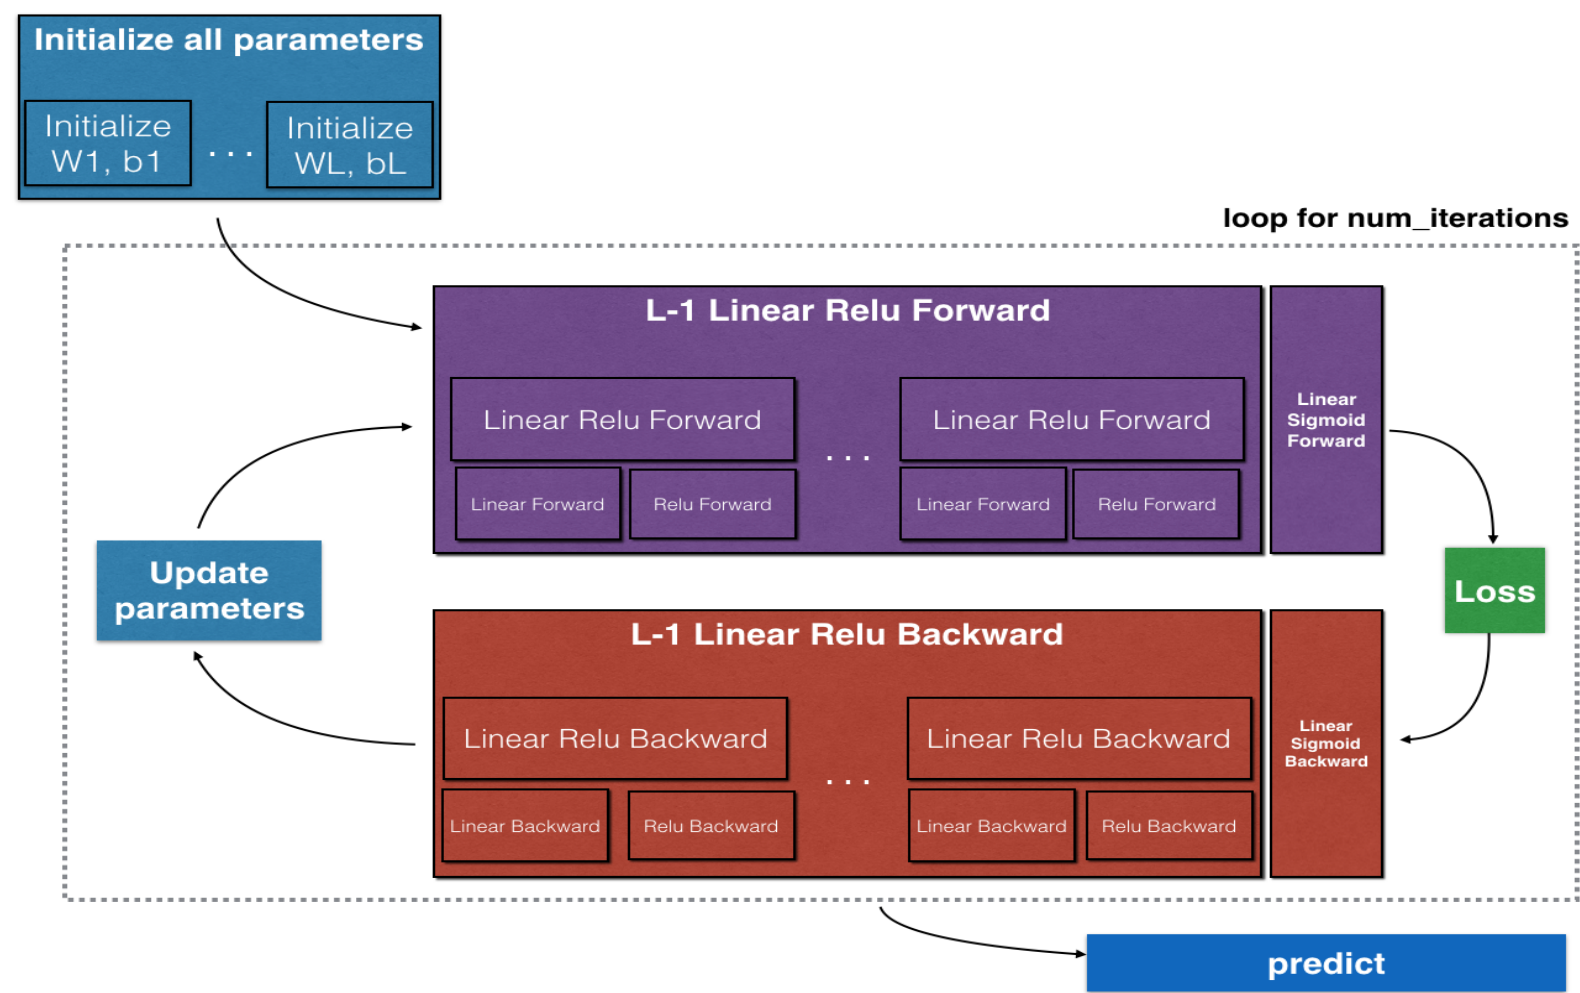 Initialize all parameters
Initialize
W1, b1
. . .
Initialize
WL, bL
loop for num_iterations
L-1 Linear Relu Forward
Linear Relu Forward
. . .
Linear Relu Forward
Linear Forward
Relu Forward
Linear Forward
Relu Forward
Linear
Sigmoid
Forward
Update
parameters
Loss
L-1 Linear Relu Backward
Linear Relu Backward
. . .
Linear Relu Backward
Linear Backward
Relu Backward
Linear Backward
Relu Backward
Linear
Sigmoid
Backward
predict